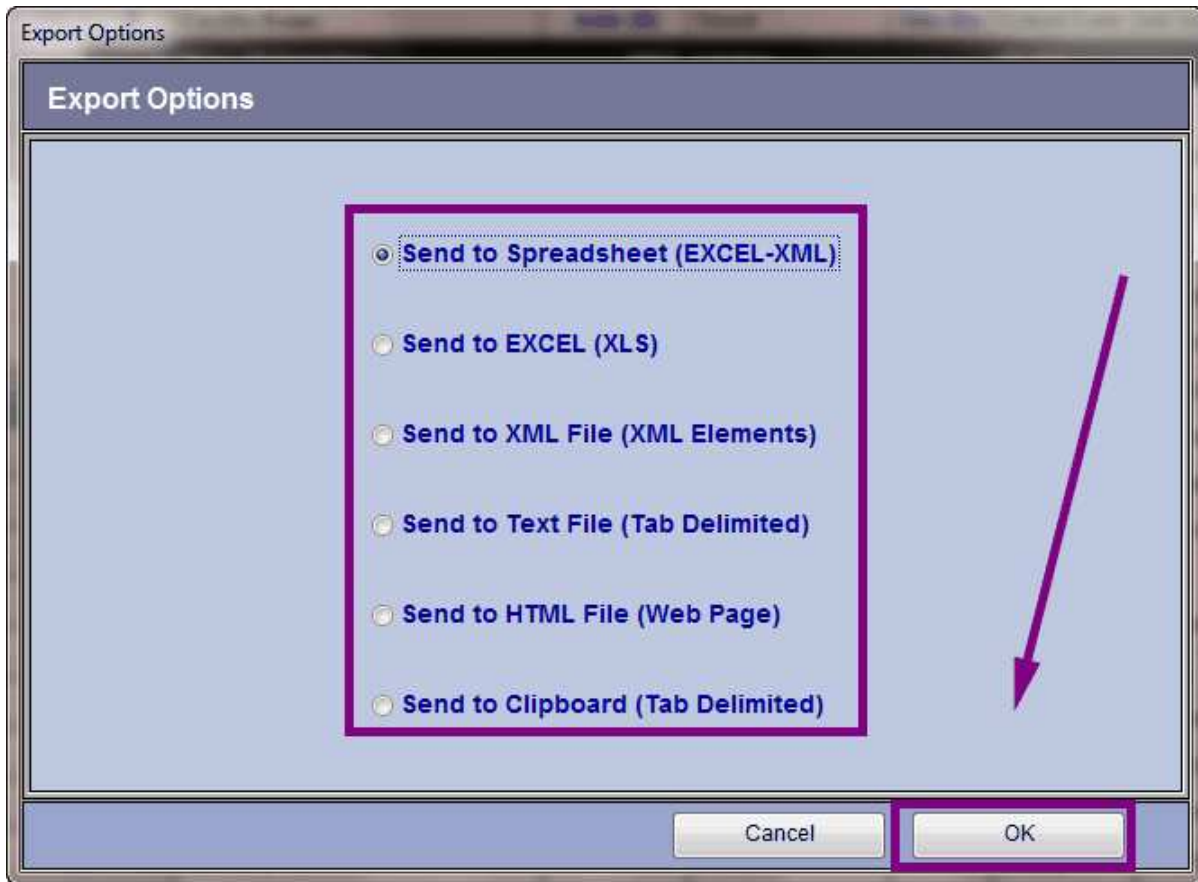 Export Options
Export Options
Send to Spreadsheet (EXCEL-XML)
Send to EXCEL (XLS)
Send to XML File (XML Elements)
Send to Text File (Tab Delimited)
Send to HTML File (Web Page)
Send to Clipboard (Tab Delimited)
Cancel
OK